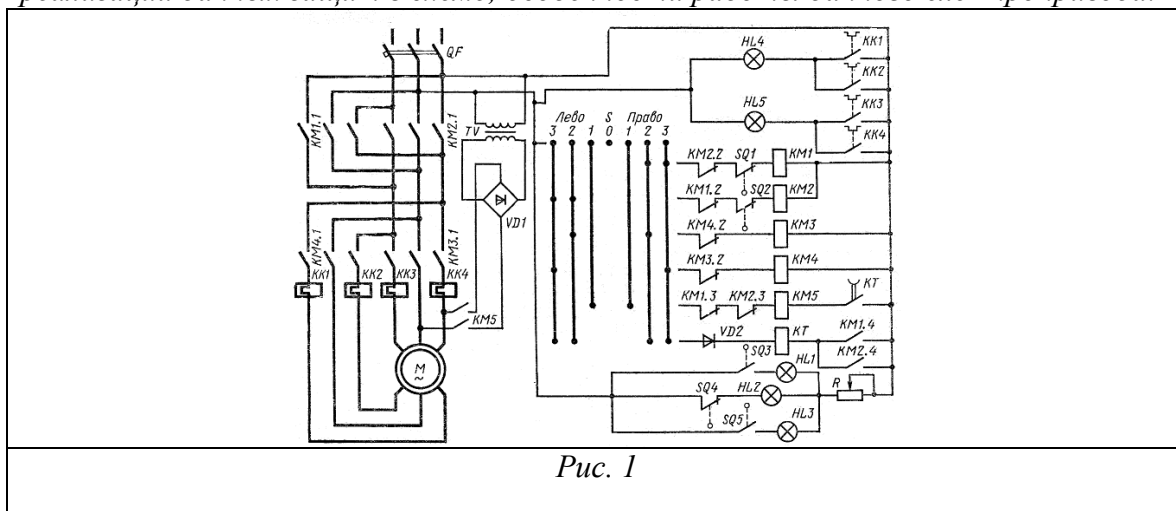 QF
HL4
KK1
KK2
HL5
KK3
KK4
KM1.1
KM2.1
TV
Лево S Право
3 2 1 0 1 2 3
KM2.2 SQ1 KM1
KM1.2 SQ2 KM2
VD1
KM4.2 KM3
KM4.1
KM3.1
KM3.2 KM4
KK1 KK2 KK3 KK4
KM1.3 KM2.3 KM5 KT
KM5
VD2 KT KM1.4
KM2.4
SQ3 HL1
M
~
SQ4 HL2 R
SQ5 HL3
Рис. 1